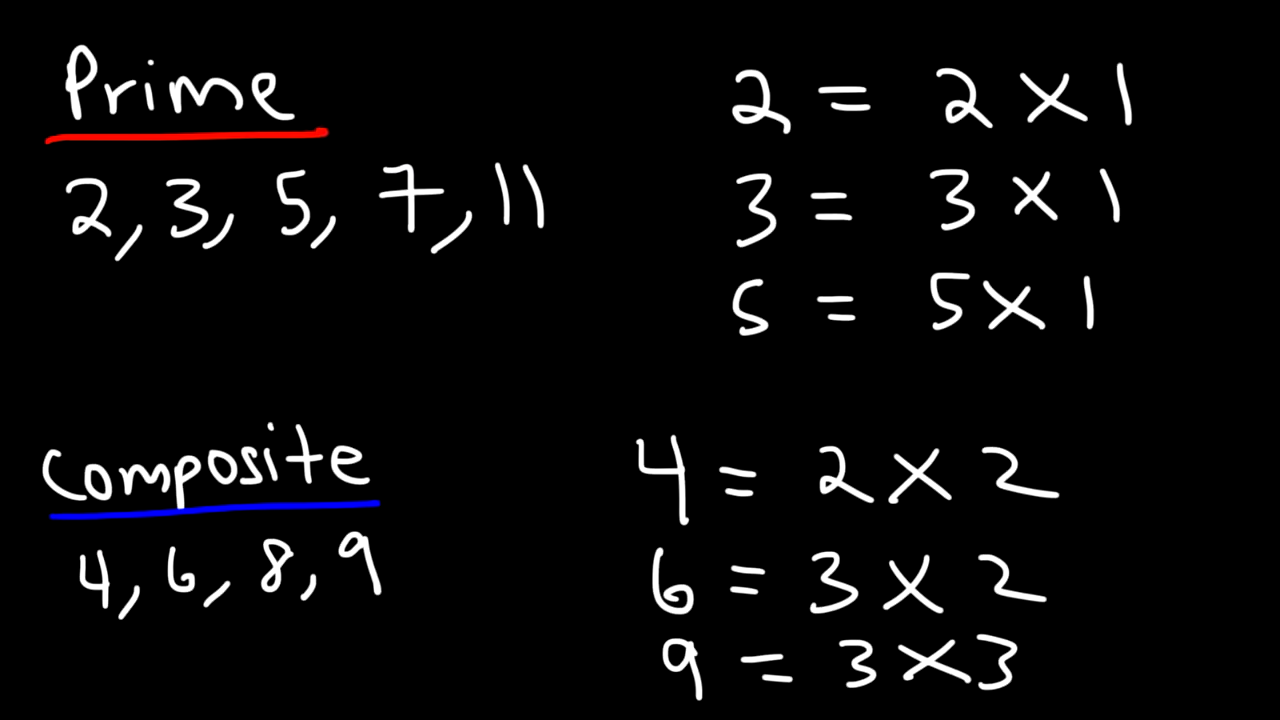 Prime
2, 3, 5, 7, 11
2 = 2 × 1
3 = 3 × 1
5 = 5 × 1
Composite
4, 6, 8, 9
4 = 2 × 2
6 = 3 × 2
9 = 3 × 3